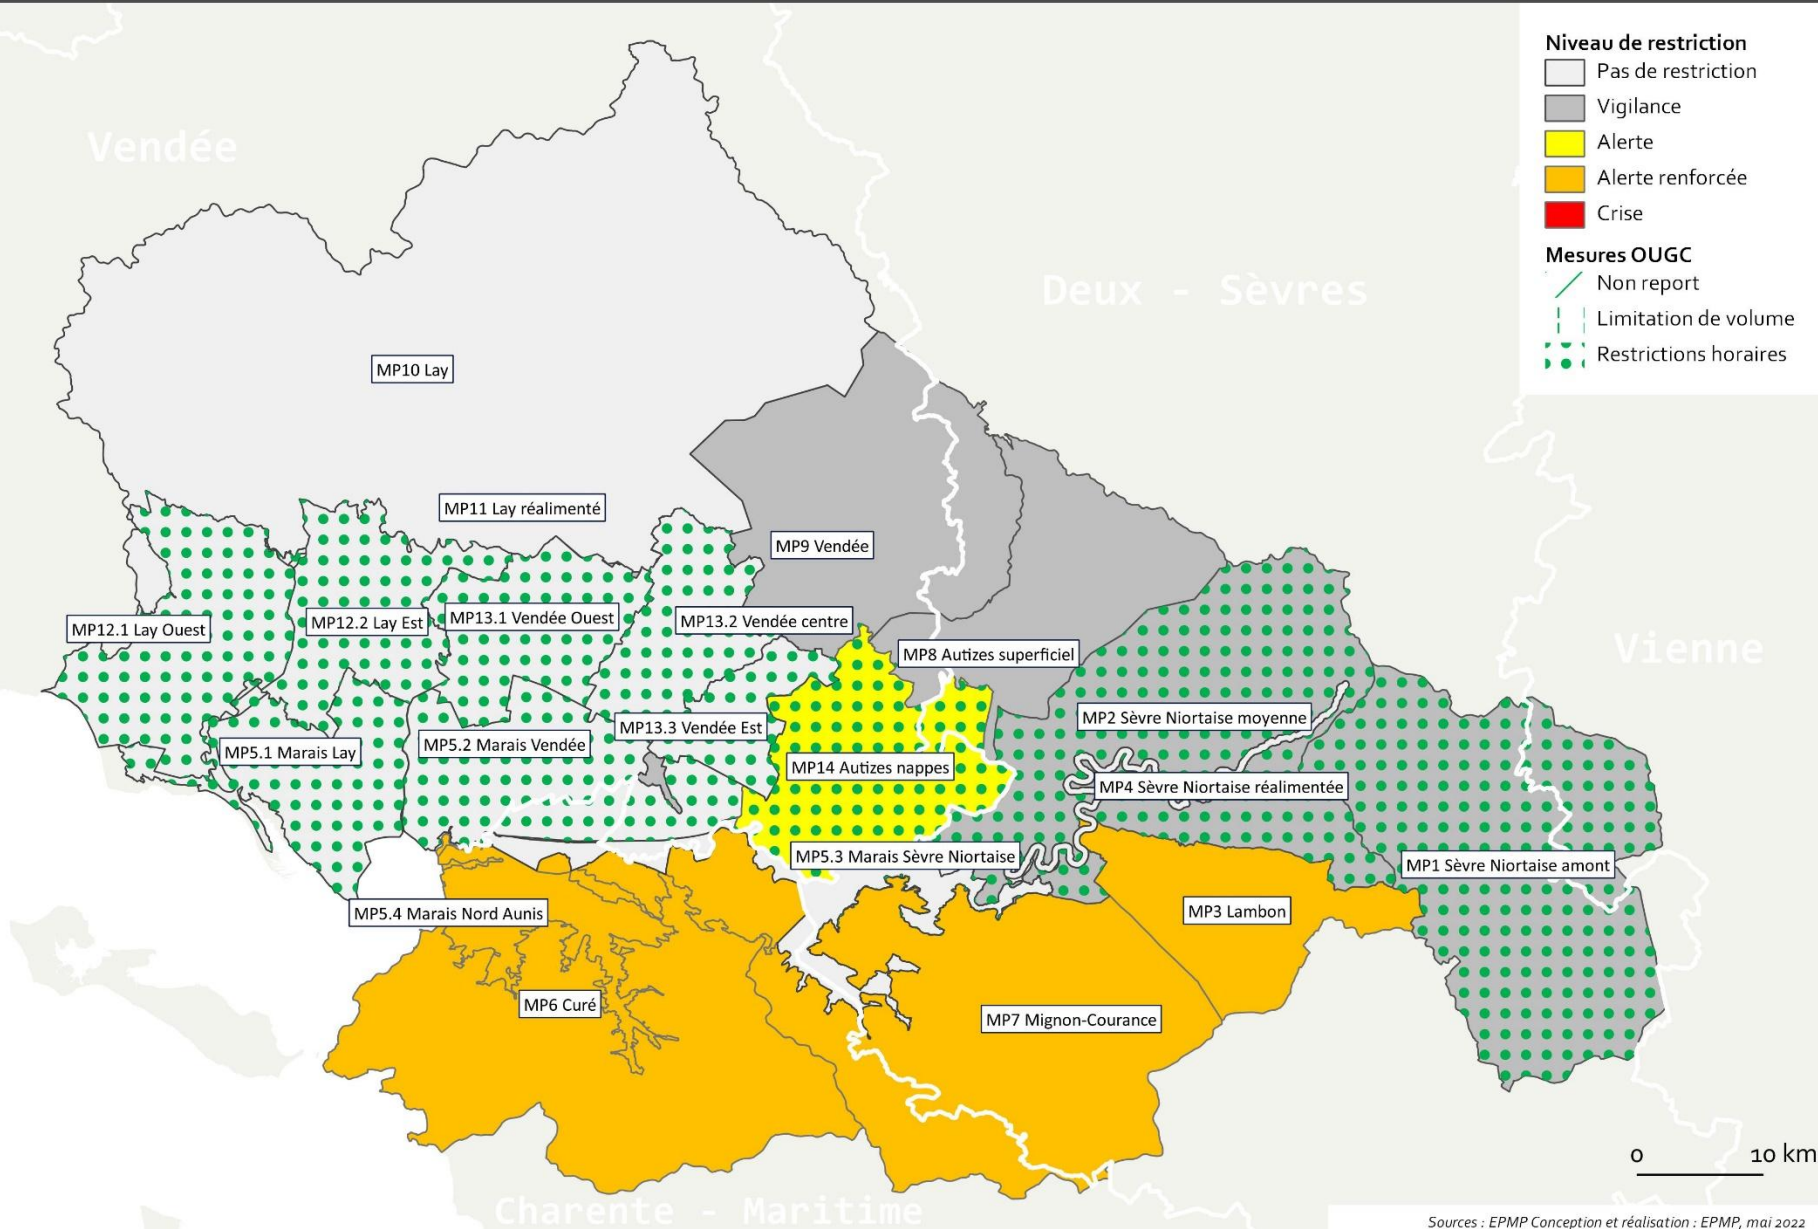 Niveau de restriction
Pas de restriction
Vigilance
Alerte
Alerte renforcée
Crise
Mesures OUGC
Non report
Limitation de volume
Restrictions horaires
Vendée
Deux - Sèvres
Vienne
Charente - Maritime
MP10 Lay
MP11 Lay réalimenté
MP9 Vendée
MP12.1 Lay Ouest
MP12.2 Lay Est
MP13.1 Vendée Ouest
MP13.2 Vendée centre
MP8 Autizes superficiel
MP5.1 Marais Lay
MP5.2 Marais Vendée
MP13.3 Vendée Est
MP2 Sèvre Niortaise moyenne
MP14 Autizes nappes
MP4 Sèvre Niortaise réalimentée
MP5.3 Marais Sèvre Niortaise
MP1 Sèvre Niortaise amont
MP5.4 Marais Nord Aunis
MP3 Lambon
MP6 Curé
MP7 Mignon-Courance
0 10 km
Sources : EPMP Conception et réalisation : EPMP, mai 2022